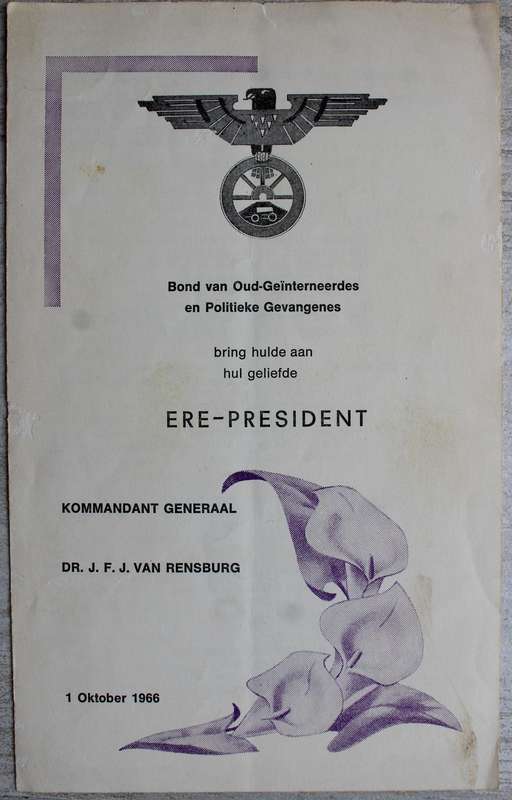 Bond van Oud-Geïnterneerdes
en Politieke Gevangenes
bring hulde aan
hul geliefde
ERE-PRESIDENT
KOMMANDANT GENERAAL
DR. J. F. J. VAN RENSBURG
1 Oktober 1966